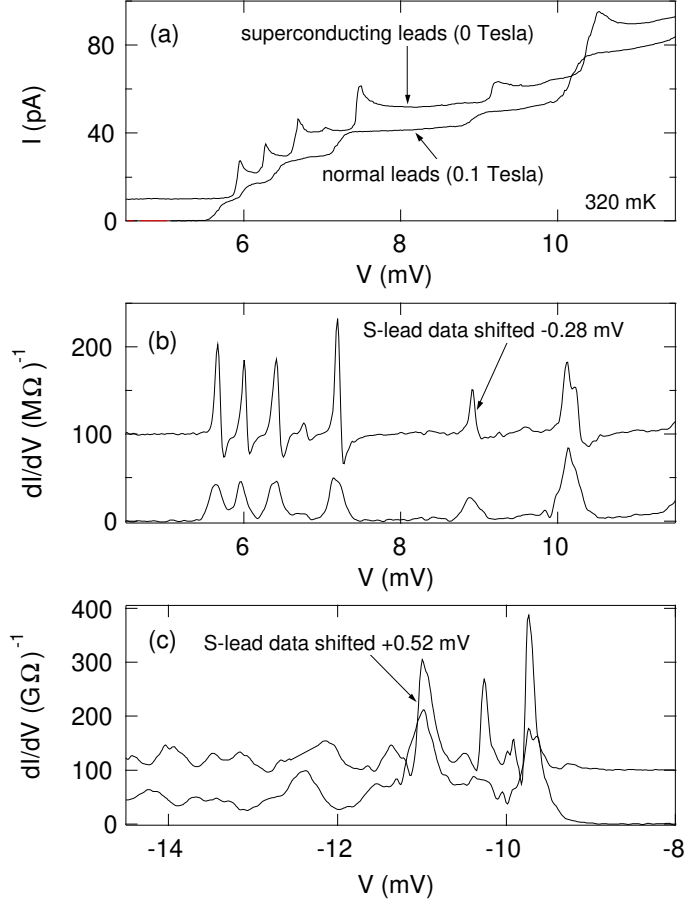 (a)
superconducting leads (0 Tesla)
normal leads (0.1 Tesla)
320 mK
I (pA)
80
40
0
6 8 10
V (mV)
(b)
S-lead data shifted -0.28 mV
dI/dV (MΩ)⁻¹
200
100
0
6 8 10
V (mV)
(c)
S-lead data shifted +0.52 mV
dI/dV (GΩ)⁻¹
400
300
200
100
0
-14 -12 -10 -8
V (mV)